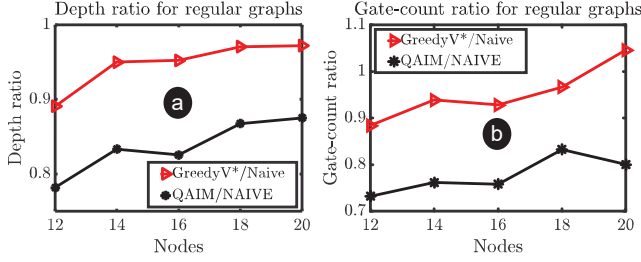 Depth ratio for regular graphs
1
0.9
0.8
Depth ratio
a
GreedyV*/Naive
QAIM/NAIVE
12 14 16 18 20
Nodes
Gate-count ratio for regular graphs
1.1
1
0.9
0.8
0.7
Gate-count ratio
GreedyV*/Naive
QAIM/NAIVE
b
12 14 16 18 20
Nodes